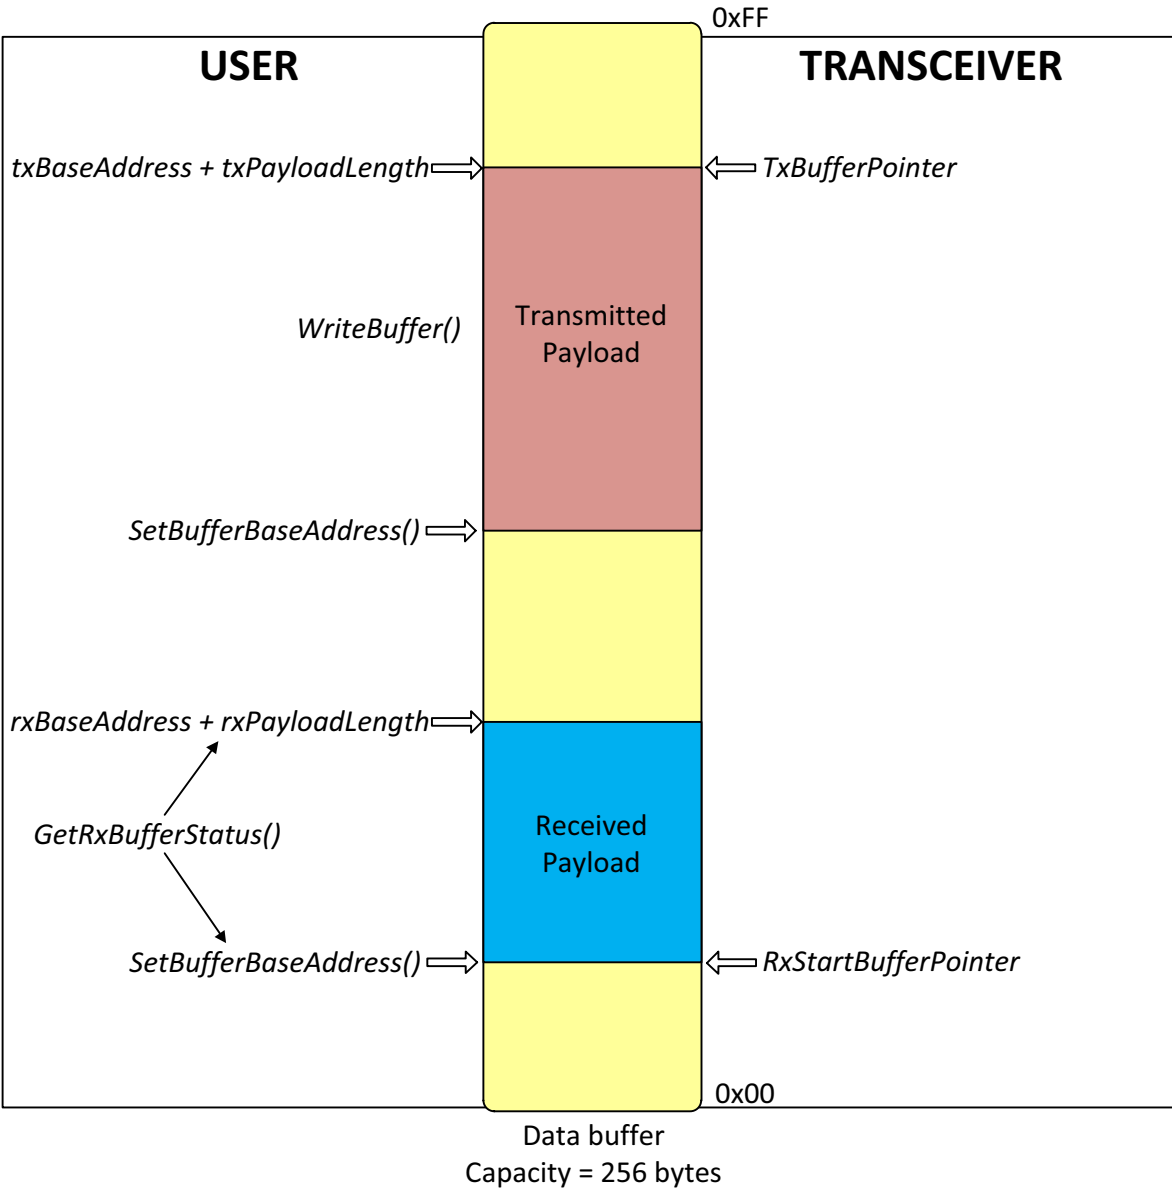 0xFF
USER
TRANSCEIVER
txBaseAddress + txPayloadLength
TxBufferPointer
WriteBuffer()
Transmitted
Payload
SetBufferBaseAddress()
rxBaseAddress + rxPayloadLength
GetRxBufferStatus()
Received
Payload
SetBufferBaseAddress()
RxStartBufferPointer
0x00
Data buffer
Capacity = 256 bytes